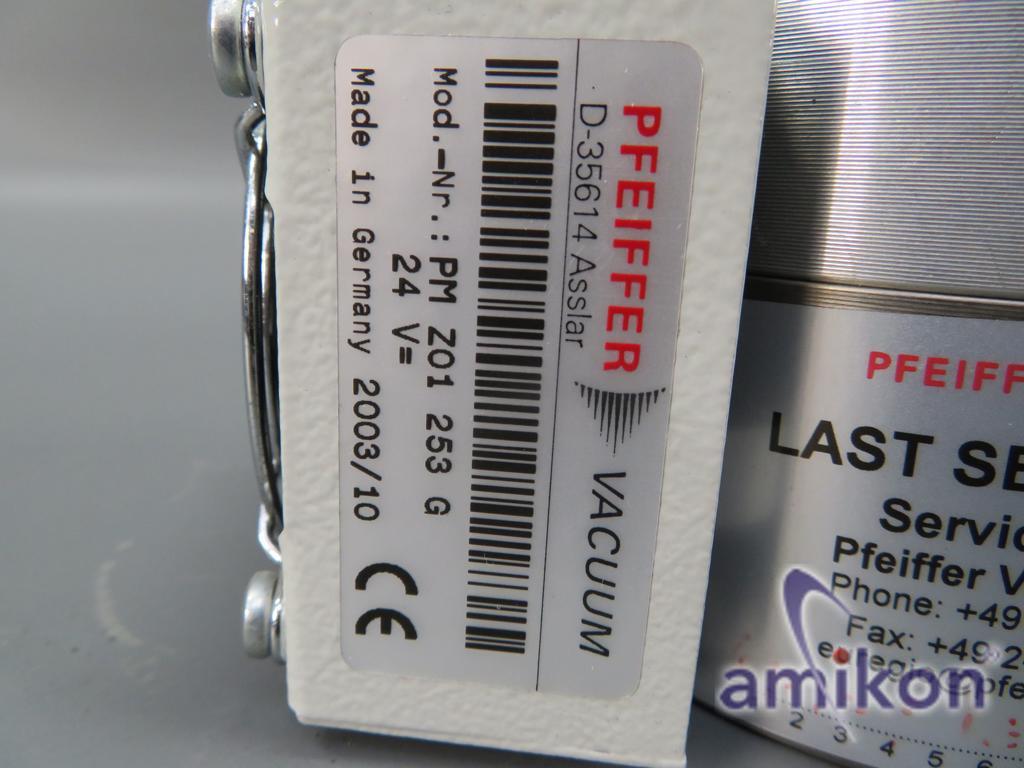 PFEIFFER VACUUM
D-35614 Asslar
Mod.-Nr.: PM Z01 253 G
24 V=
Made in Germany 2003/10
CE
PFEIFF
LAST SE
Servic
Pfeiffer V
Phone: +49
Fax: +49
amikon
2 3 4 5 6